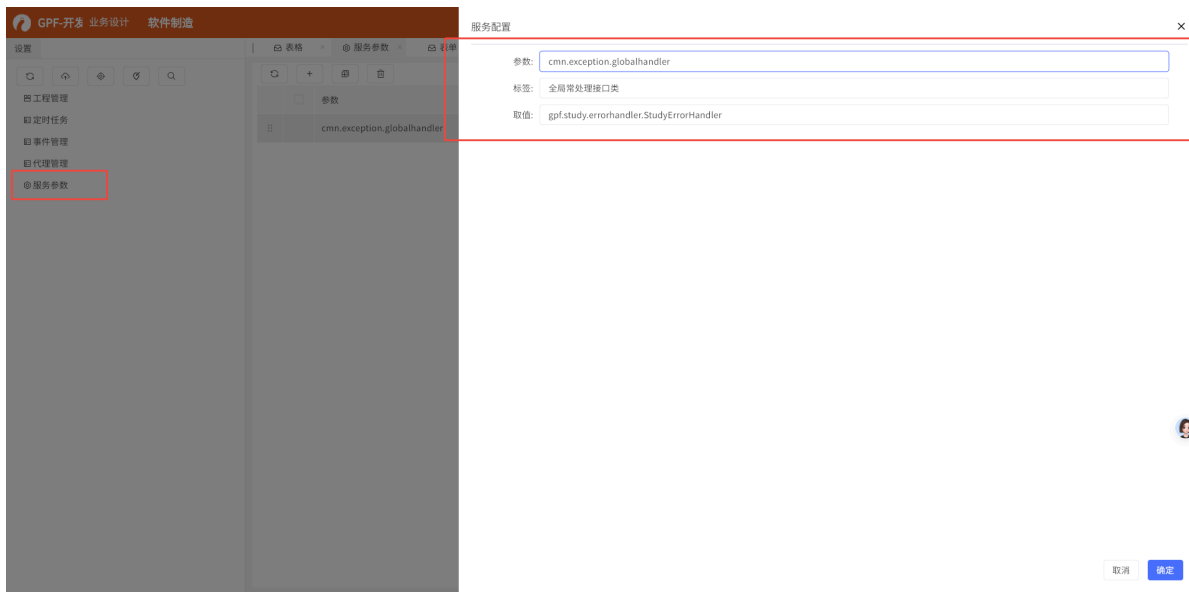 GPF-开发 业务设计 软件制造
设置
表格 服务参数 表单
工程管理
定时任务
事件管理
代理管理
服务参数
参数
cmn.exception.globalhandler
服务配置
参数: cmn.exception.globalhandler
标签: 全局常处理接口类
取值: gpf.study.errorhandler.StudyErrorHandler
取消 确定